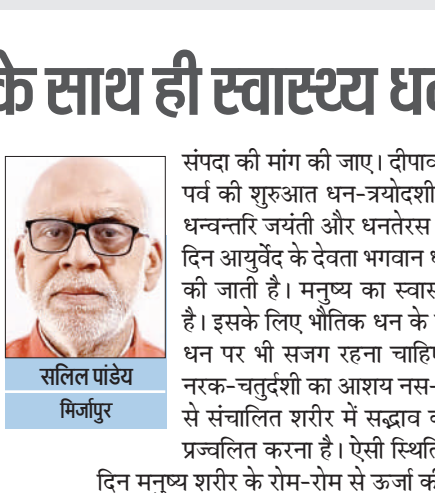 के साथ ही स्वास्थ्य
संपदा की मांग की जाए। 
पर्व की शुरुआत धन-त्रयोदशी
धन्वन्तरि जयंती और धनतेरस
दिन आयुर्वेद के देवता भगवान
की जाती है। मनुष्य का
है। इसके लिए भौतिक धन के
धन पर भी सजग रहना
नरक-चतुर्दशी का आशय नस-
से संचालित शरीर में सद्भाव
प्रज्वलित करना है। ऐसी
दिन मनुष्य शरीर के रोम-रोम से ऊर्जा की
सलिल पांडेय
मिर्जापुर